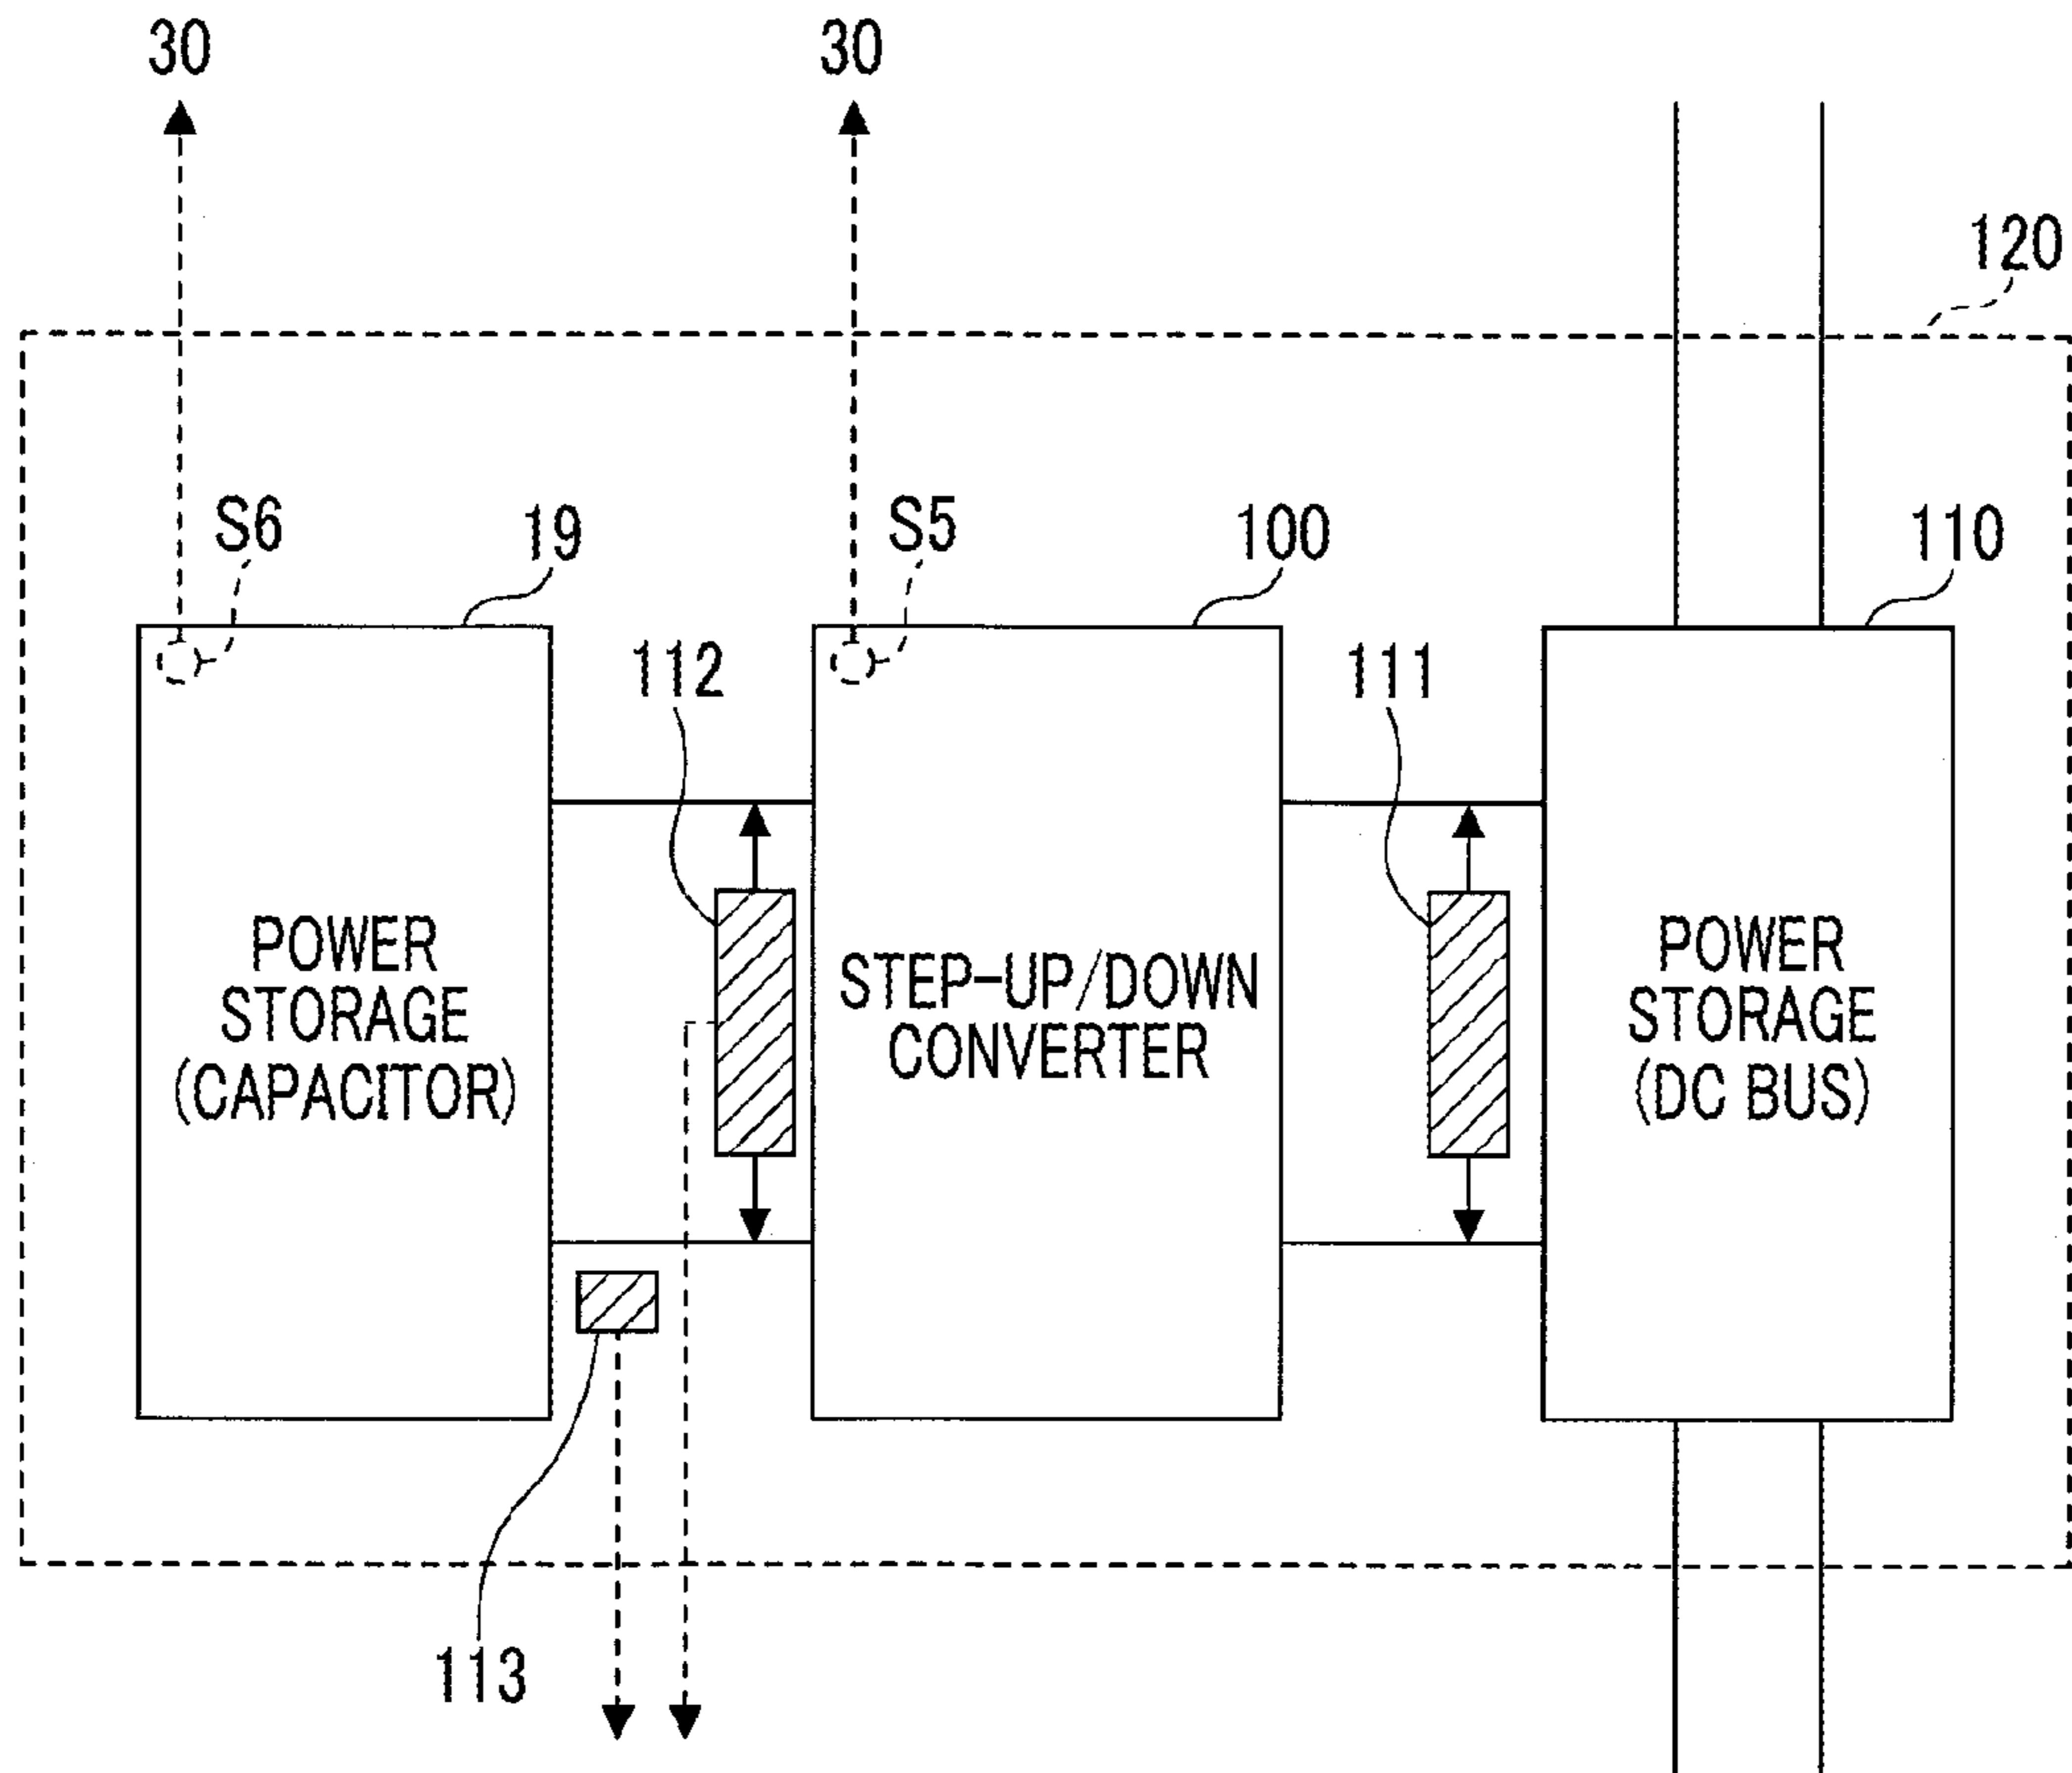 30
30
120
S6
19
S5
100
110
112
111
POWER
STORAGE
(CAPACITOR)
STEP-UP/DOWN
CONVERTER
POWER
STORAGE
(DC BUS)
113